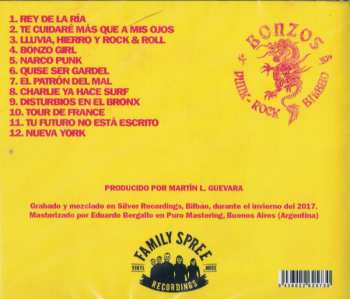 1. REY DE LA RÍA
2. TE CUIDARÉ MÁS QUE A MIS OJOS
3. LLUVIA, HIERRO Y ROCK & ROLL
4. BONZO GIRL
5. NARCO PUNK
6. QUISE SER GARDEL
7. EL PATRÓN DEL MAL
8. CHARLIE YA HACE SURF
9. DISTURBIOS EN EL BRONX
10. TOUR DE FRANCE
11. TU FUTURO NO ESTÀ ESCRITO
12. NUEVA YORK
BONZOS
PUNK-ROCK BILBAO
PRODUCIDO POR MARTÍN L. GUEVARA
Grabado y mezclado en Silver Recordings, Bilbao, durante el invierno del 2017.
Masterizado por Eduardo Bergallo en Puro Mastering, Buenos Aires (Argentina)
FAMILY SPREE
VINYL NOISE
RECORDINGS